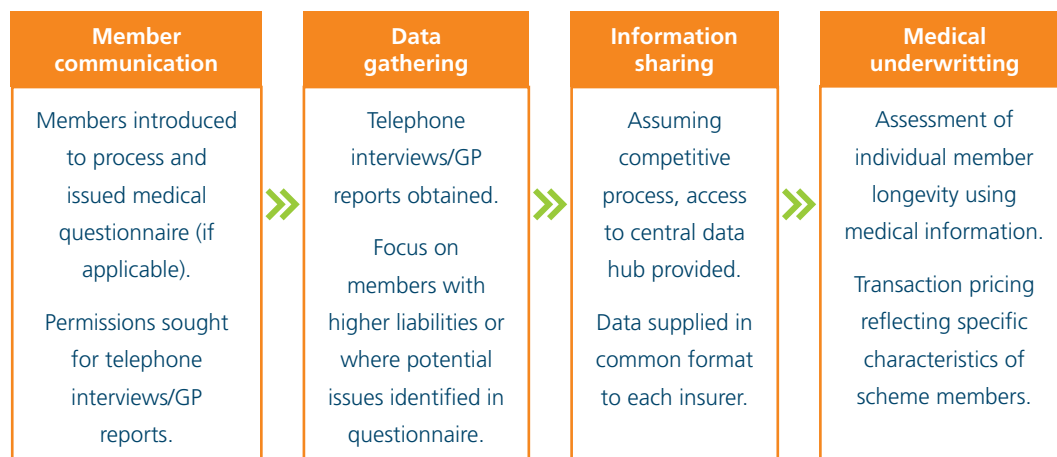 Member
communication
Members introduced
to process and
issued medical
questionnaire (if
applicable).
Permissions sought
for telephone
interviews/GP
reports.
Data
gathering
Telephone
interviews/GP
reports obtained.
Focus on
members with
higher liabilities or
where potential
issues identified in
questionnaire.
Information
sharing
Assuming
competitive
process, access
to central data
hub provided.
Data supplied in
common format
to each insurer.
Medical
underwritting
Assessment of
individual member
longevity using
medical information.
Transaction pricing
reflecting specific
characteristics of
scheme members.